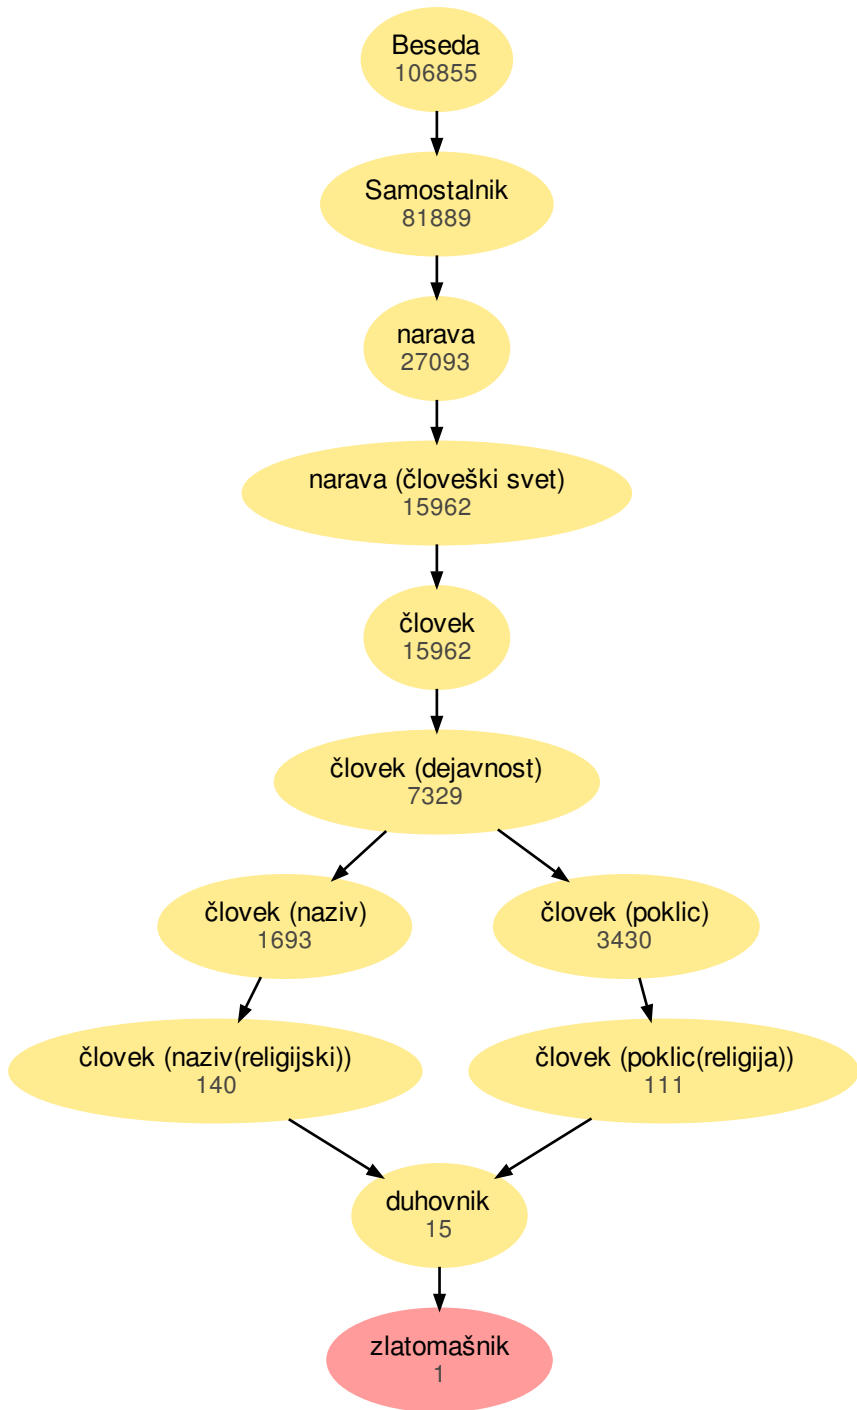 Beseda
106855
Samostalnik
81889
narava
27093
narava (človeški svet)
15962
človek
15962
človek (dejavnost)
7329
človek (naziv)
1693
človek (poklic)
3430
človek (naziv(religijski))
140
človek (poklic(religija))
111
duhovnik
15
zlatomašnik
1